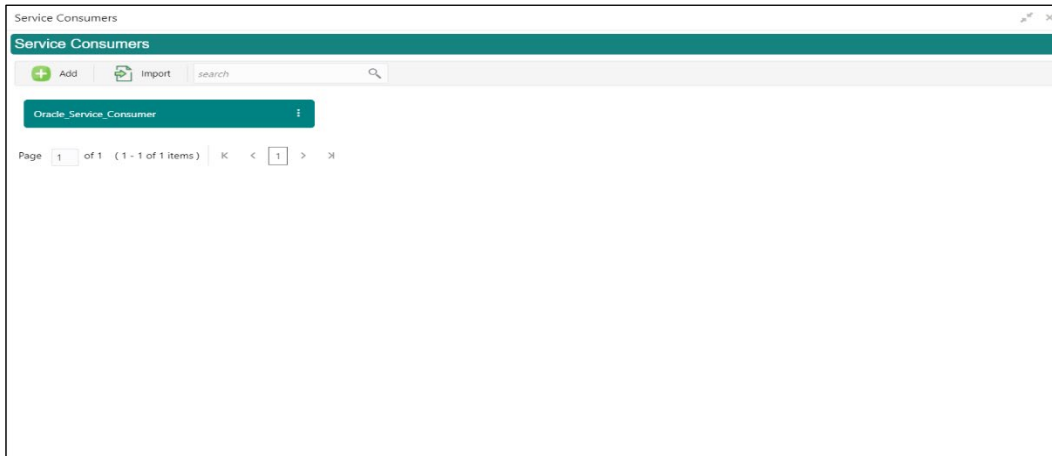 Service Consumers
Service Consumers
Add Import search
Oracle_Service_Consumer
Page 1 of 1 (1 - 1 of 1 items) K < 1 > >|